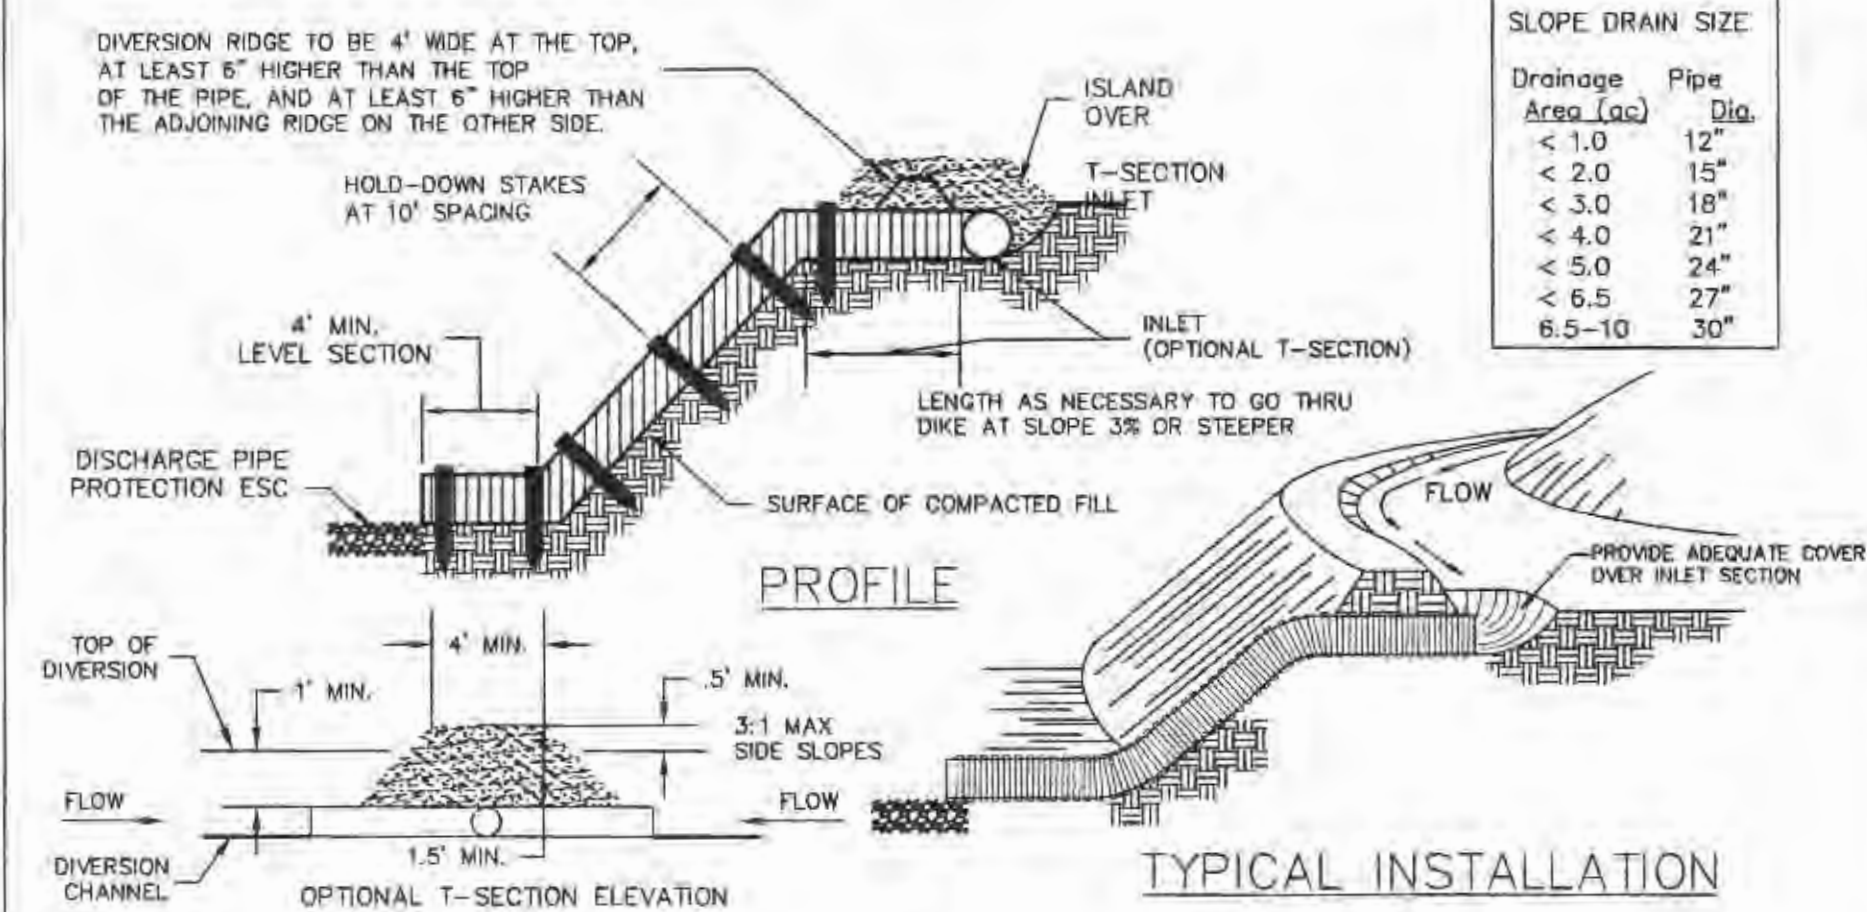 DIVERSION RIDGE TO BE 4' WIDE AT THE TOP,
AT LEAST 6" HIGHER THAN THE TOP
OF THE PIPE, AND AT LEAST 6" HIGHER THAN
THE ADJOINING RIDGE ON THE OTHER SIDE.
HOLD-DOWN STAKES
AT 10' SPACING
4' MIN.
LEVEL SECTION
DISCHARGE PIPE
PROTECTION ESC
ISLAND
OVER
T-SECTION
INLET
INLET
(OPTIONAL T-SECTION)
LENGTH AS NECESSARY TO GO THRU
DIKE AT SLOPE 3% OR STEEPER
SURFACE OF COMPACTED FILL
PROFILE
SLOPE DRAIN SIZE
Drainage Pipe
Area (ac) Dia.
< 1.0 12"
< 2.0 15"
< 3.0 18"
< 4.0 21"
< 5.0 24"
< 6.5 27"
6.5-10 30"
FLOW
PROVIDE ADEQUATE COVER
OVER INLET SECTION
TYPICAL INSTALLATION
TOP OF
DIVERSION
1' MIN.
4' MIN.
.5' MIN.
3:1 MAX
SIDE SLOPES
FLOW
FLOW
DIVERSION
CHANNEL
1.5' MIN.
OPTIONAL T-SECTION ELEVATION